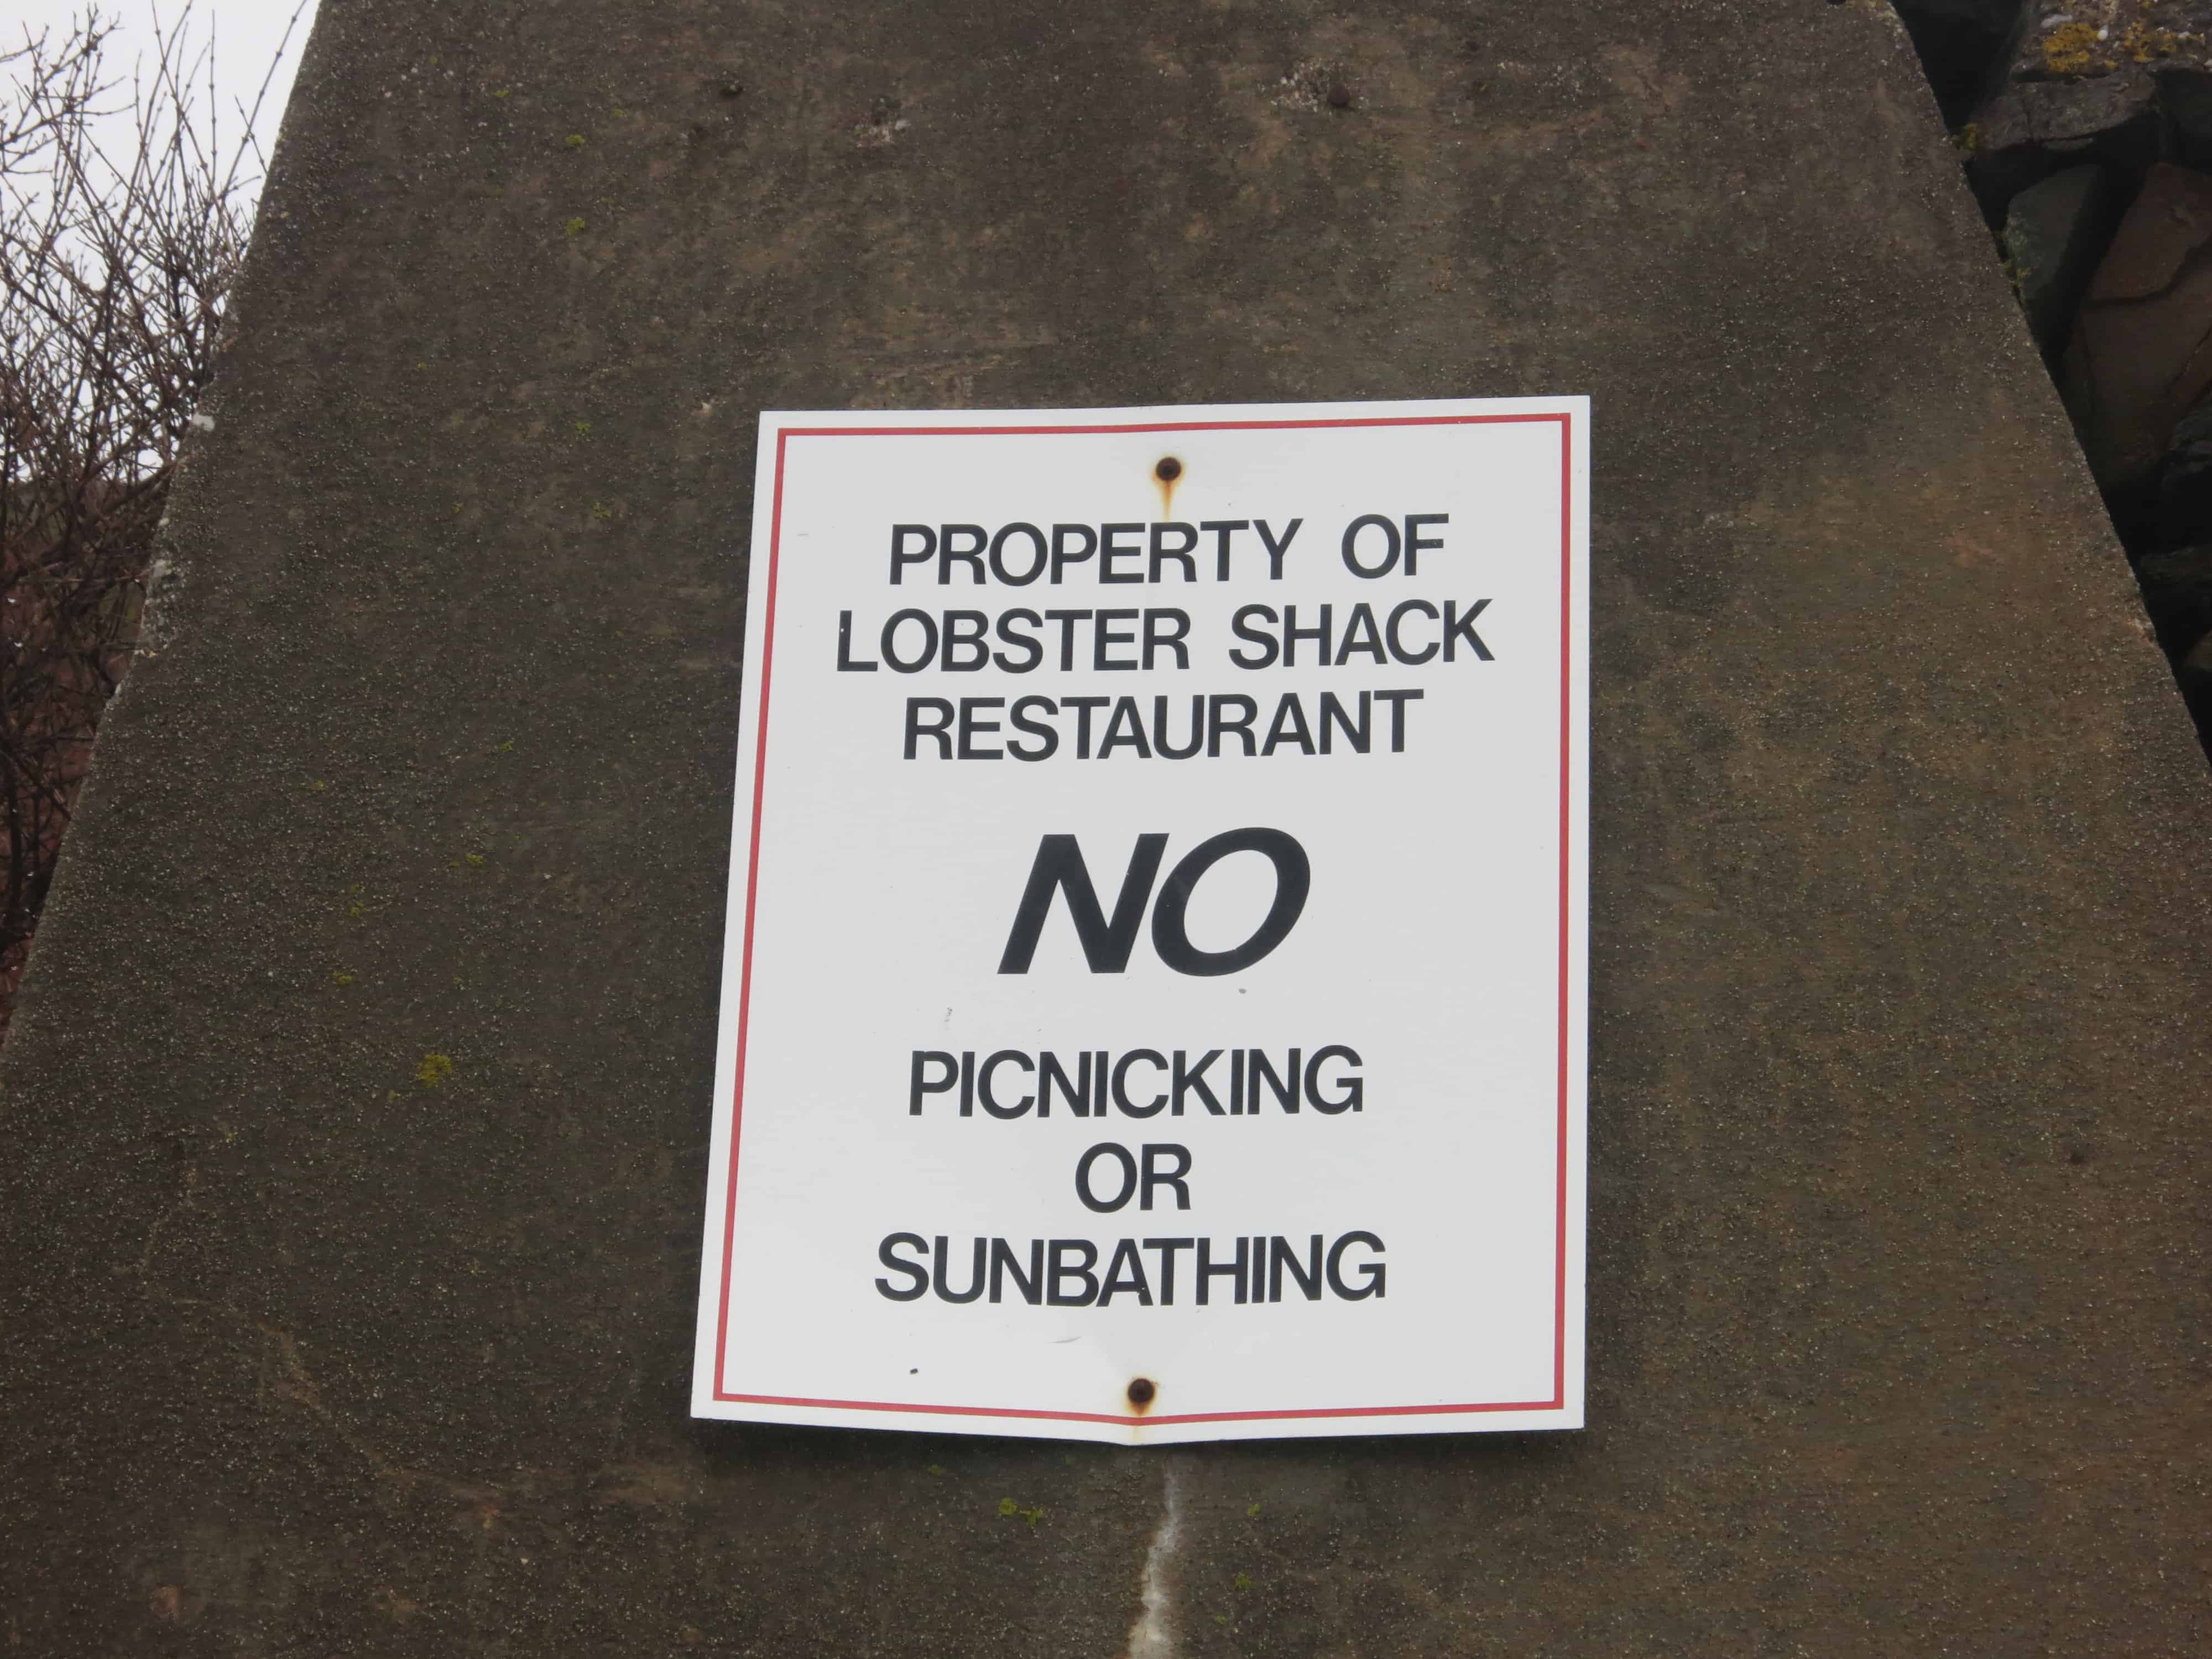 PROPERTY OF
LOBSTER SHACK
RESTAURANT
NO
PICNICKING
OR
SUNBATHING